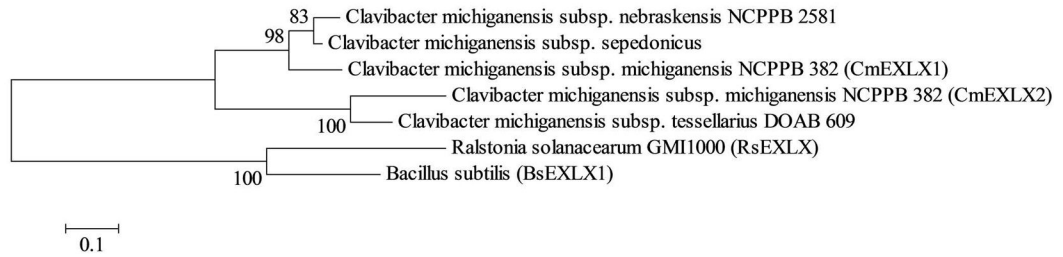 83
Clavibacter michiganensis subsp. nebraskensis NCPPB 2581
98
Clavibacter michiganensis subsp. sepedonicus
Clavibacter michiganensis subsp. michiganensis NCPPB 382 (CmEXLX1)
Clavibacter michiganensis subsp. michiganensis NCPPB 382 (CmEXLX2)
100
Clavibacter michiganensis subsp. tessellarius DOAB 609
Ralstonia solanacearum GMI1000 (RsEXLX)
100
Bacillus subtilis (BsEXLX1)
0.1